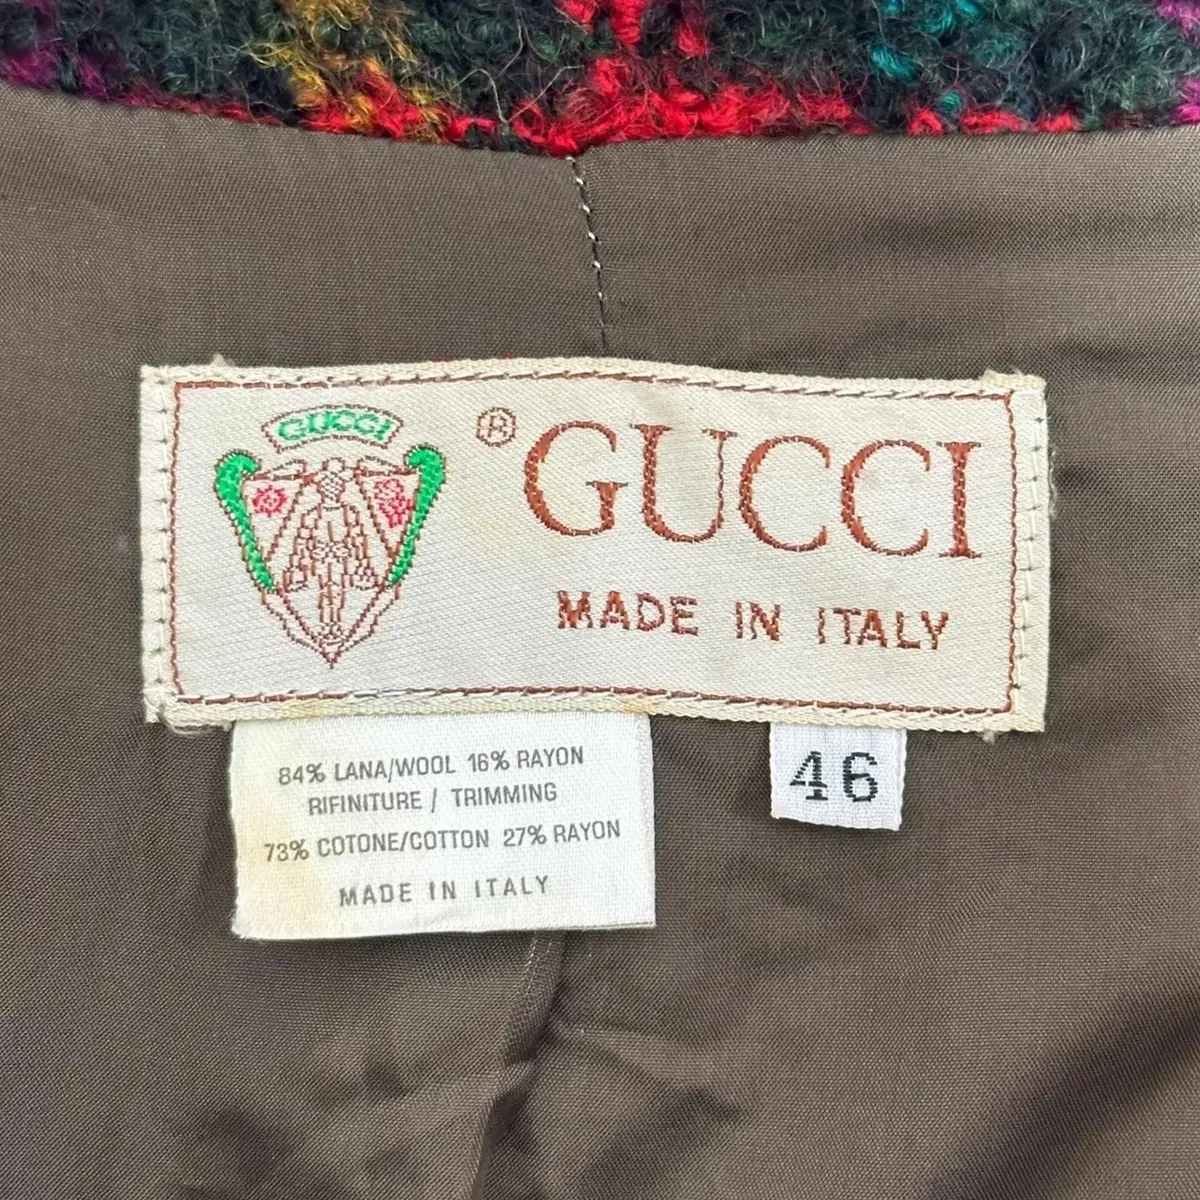 GUCCI
® GUCCI
MADE IN ITALY
84% LANA/WOOL 16% RAYON
RIFINITURE / TRIMMING
73% COTONE/COTTON 27% RAYON
MADE IN ITALY
46